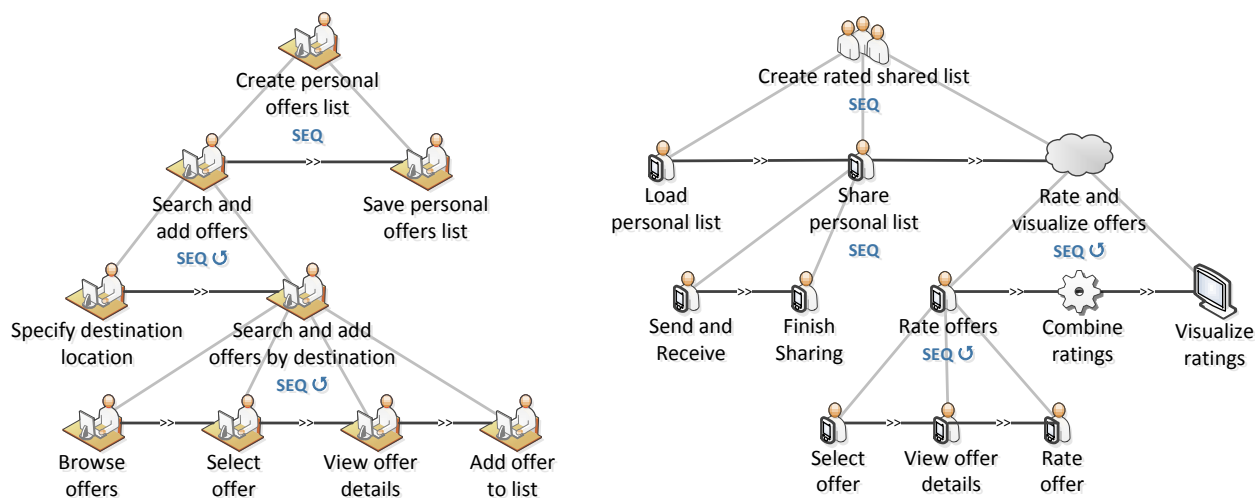 Create personal
offers list
SEQ
>>
Search and
add offers
SEQ ↺
Save personal
offers list
>>
Specify destination
location
Search and add
offers by destination
SEQ ↺
>>
>>
>>
Browse
offers
Select
offer
View offer
details
Add offer
to list
Create rated shared list
SEQ
>>
>>
Load
personal list
Share
personal list
SEQ
Rate and
visualize offers
SEQ ↺
>>
>>
>>
Send and
Receive
Finish
Sharing
Rate offers
SEQ ↺
Combine
ratings
Visualize
ratings
>>
>>
Select
offer
View offer
details
Rate
offer